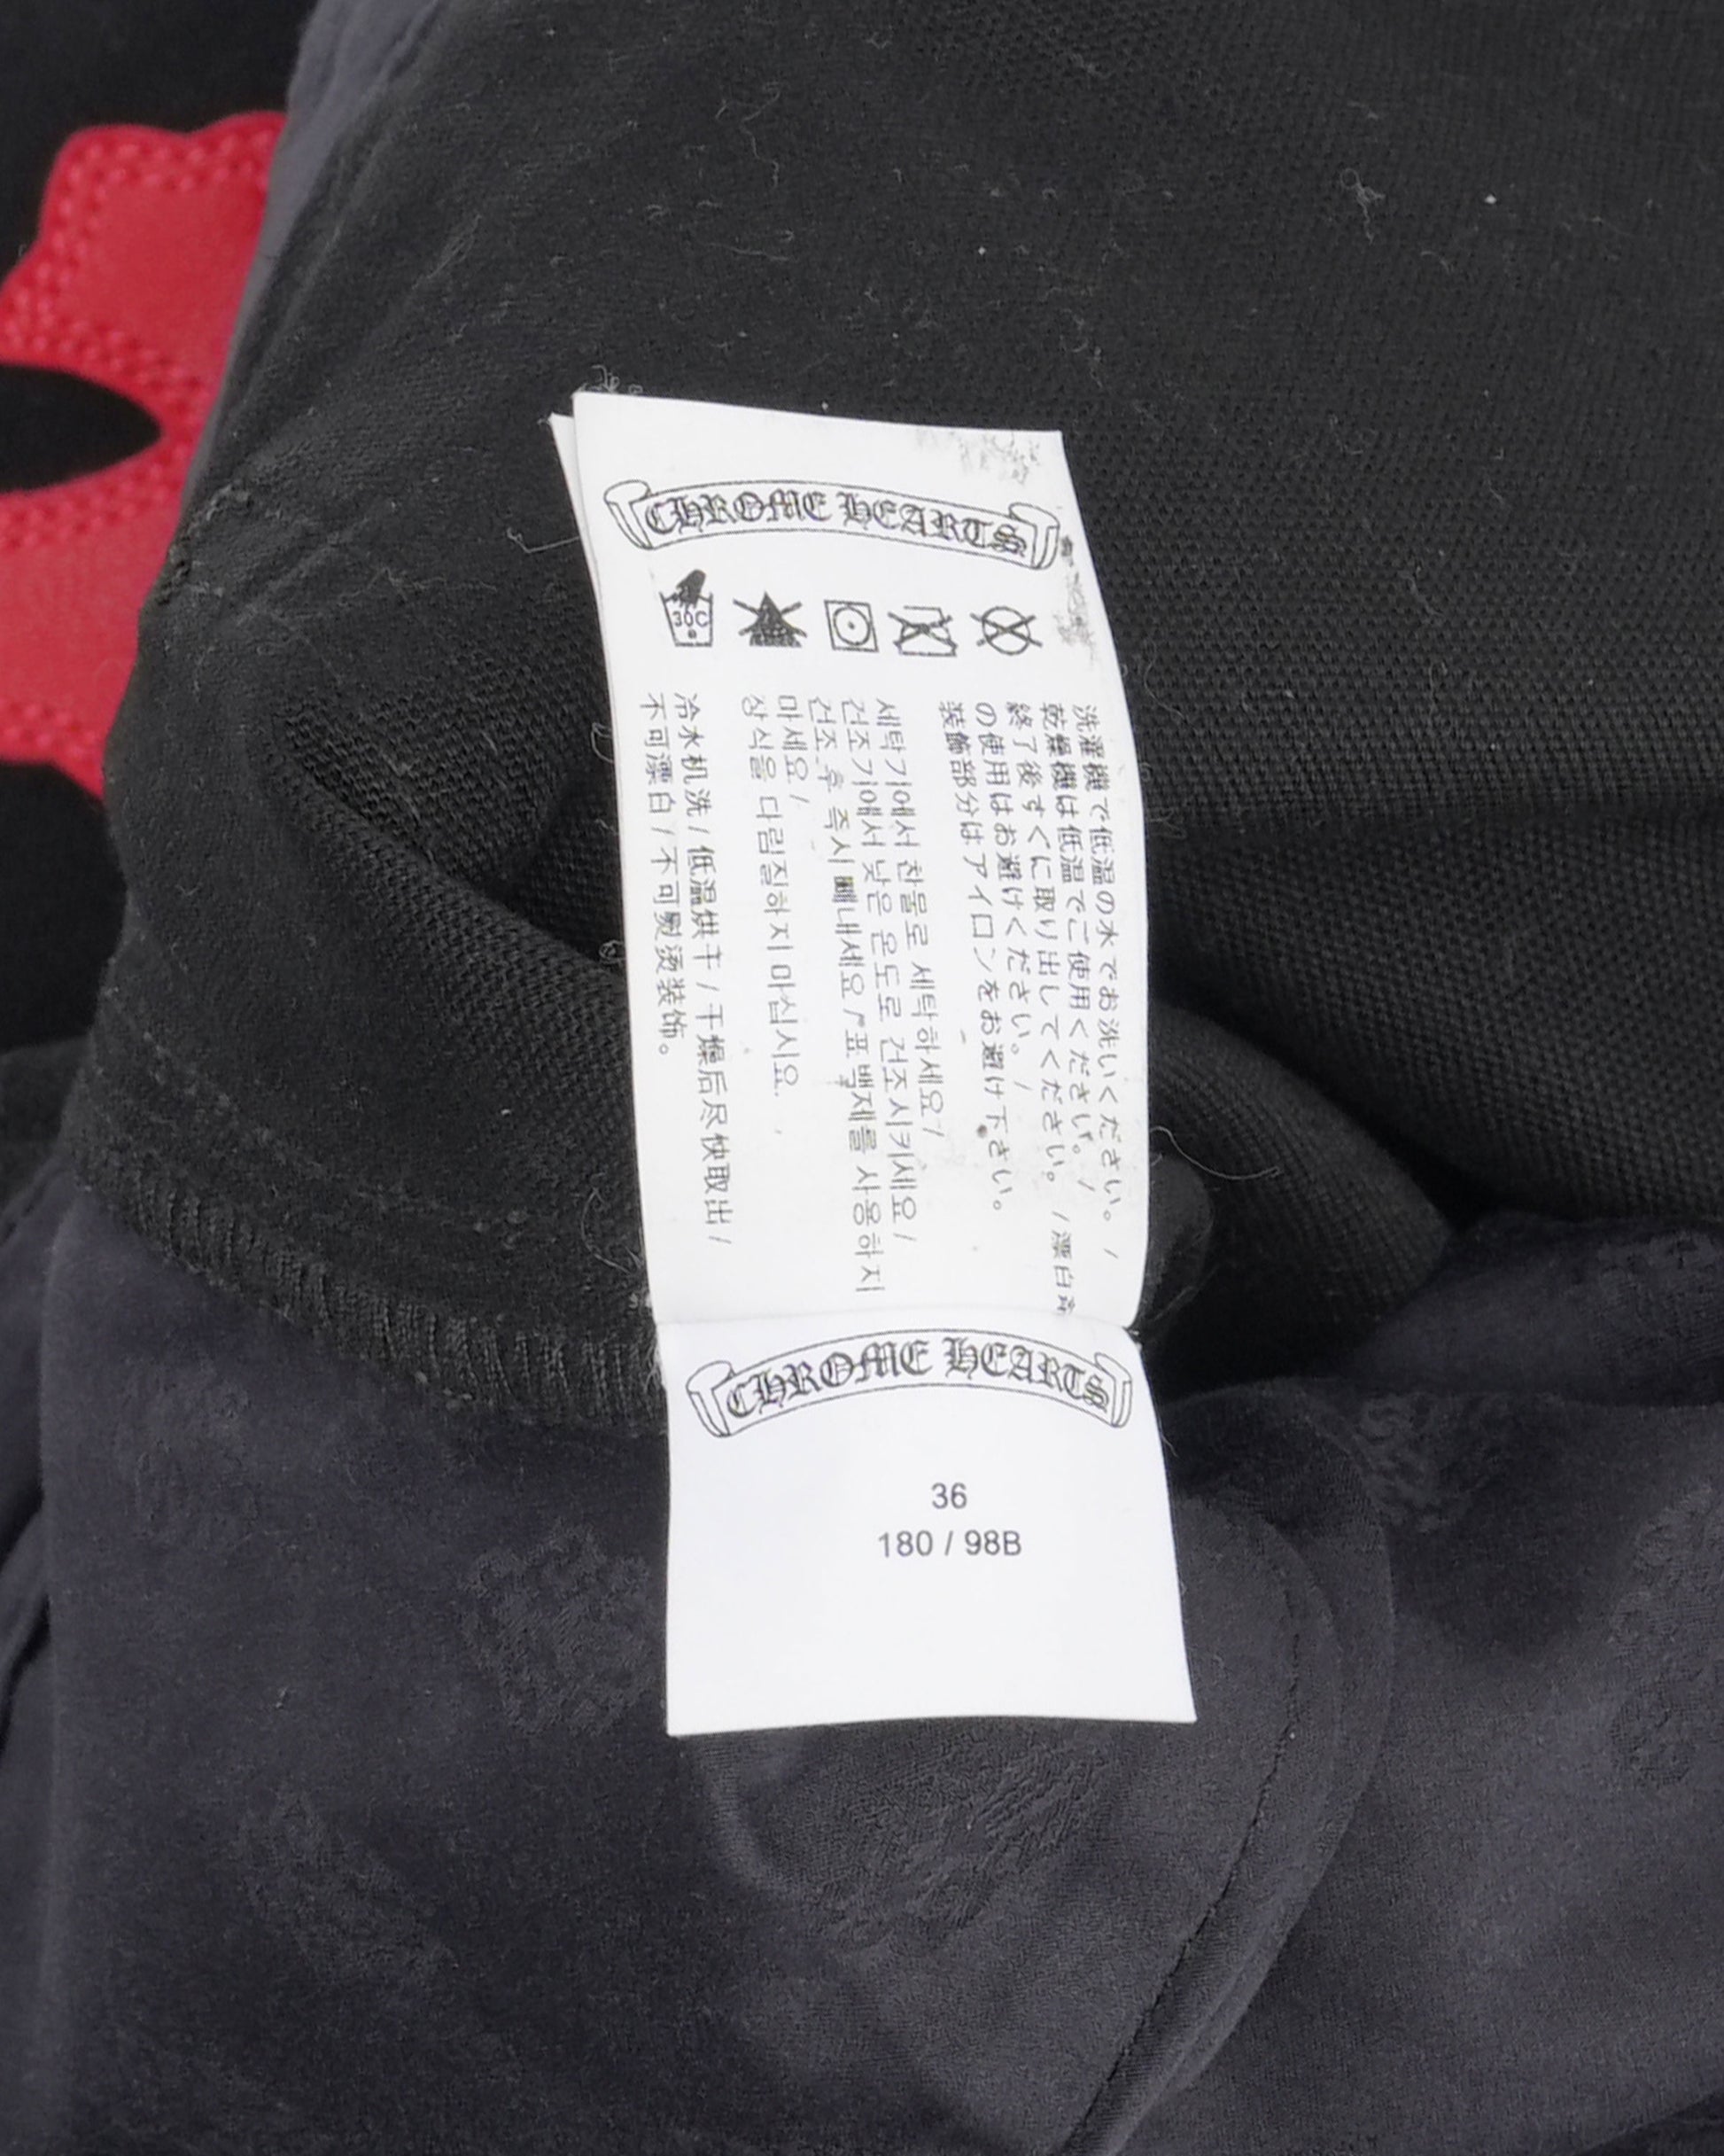 CHROME HEARTS
30C
洗濯機で低温の水でお洗いください。 /
乾燥機は低温でご使用ください。 /
終了後すぐに取り出してください。 / 漂白剤
の使用はお避けください。 /
装飾部分はアイロンをお避け下さい。
세탁기에서 찬물로 세탁하세요 /
건조기에서 낮은 온도로 건조시키세요 /
건조 후 즉시 빼내세요 / 표백제를 사용하지
마세요 /
장식을 다림질하지 마십시요.
冷水机洗 / 低温烘干 / 干燥后尽快取出 /
不可漂白 / 不可熨烫装饰。
CHROME HEARTS
36
180 / 98B